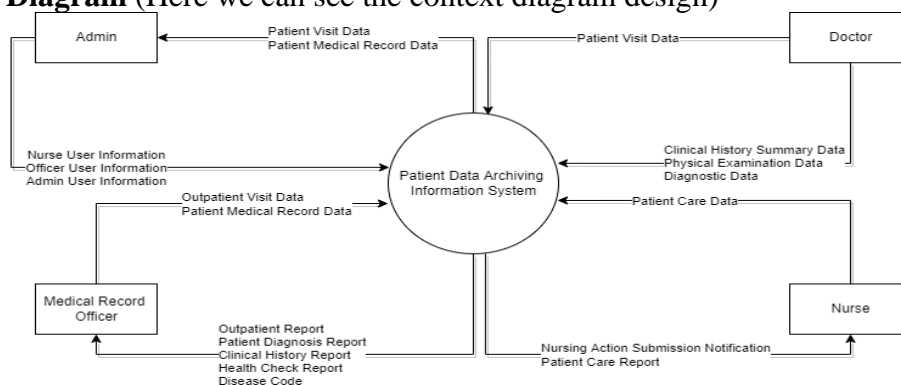 Diagram (Here we can see the context diagram design)
Admin
Patient Visit Data
Patient Medical Record Data
Patient Visit Data
Doctor
Nurse User Information
Officer User Information
Admin User Information
Patient Data Archiving
Information System
Clinical History Summary Data
Physical Examination Data
Diagnostic Data
Outpatient Visit Data
Patient Medical Record Data
Patient Care Data
Medical Record
Officer
Nurse
Outpatient Report
Patient Diagnosis Report
Clinical History Report
Health Check Report
Disease Code
Nursing Action Submission Notification
Patient Care Report